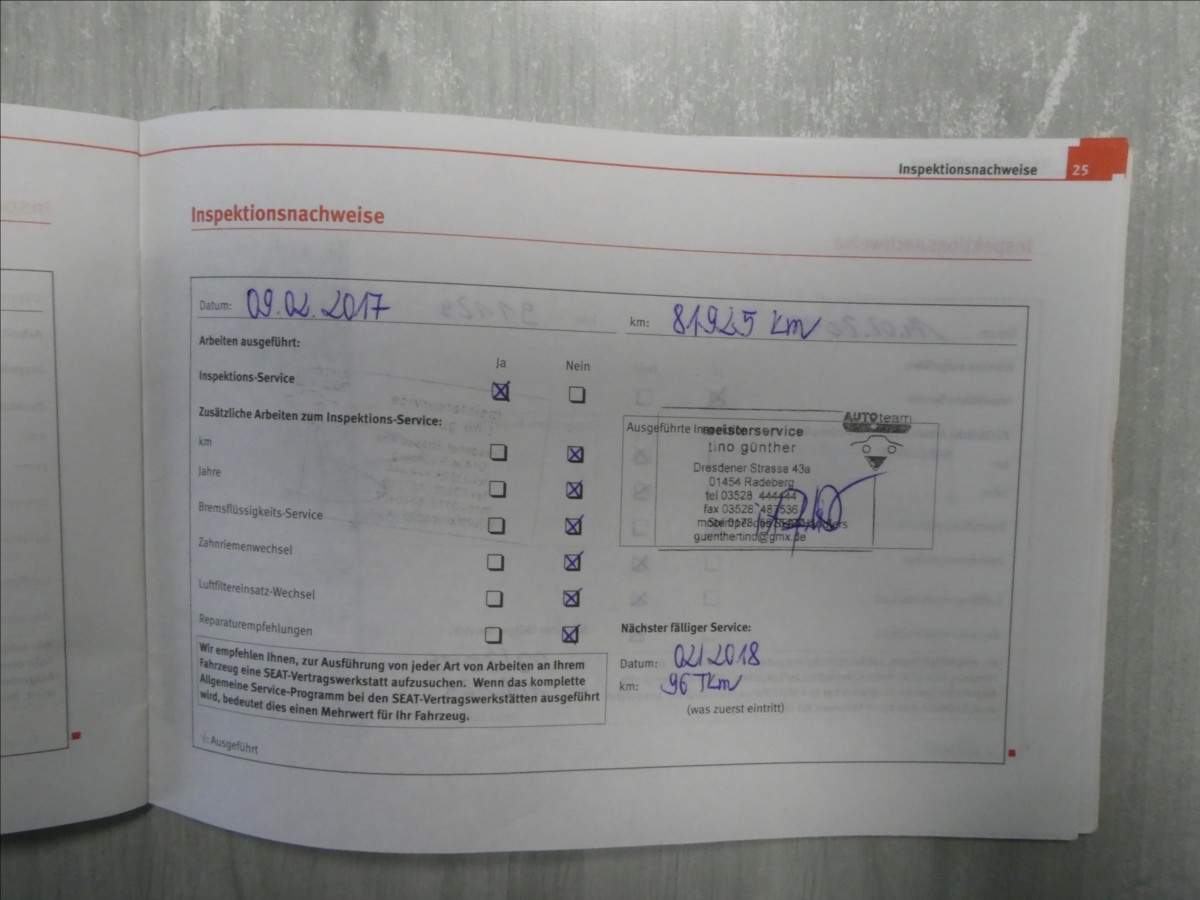 Inspektionsnachweise 25
Inspektionsnachweise
Datum: 09.02.2017 km: 81925 km
Arbeiten ausgeführt:
Ja Nein
Inspektions-Service
Zusätzliche Arbeiten zum Inspektions-Service:
km
Jahre
Bremsflüssigkeits-Service
Zahnriemenwechsel
Luftfiltereinsatz-Wechsel
Reparaturempfehlungen
Wir empfehlen Ihnen, zur Ausführung von jeder Art von Arbeiten an Ihrem
Fahrzeug eine SEAT-Vertragswerkstatt aufzusuchen. Wenn das komplette
Allgemeine Service-Programm bei den SEAT-Vertragswerkstätten ausgeführt
wird, bedeutet dies einen Mehrwert für Ihr Fahrzeug.
Ausgeführt
AUTOteam
Ausgeführte
meisterservice
tino günther
Dresdener Strasse 43a
01454 Radeberg
tel 03528 444444
fax 03528 487536
guenthertino@gmx.de
Nächster fälliger Service:
Datum: 02/2018
km: 96 Tkm
(was zuerst eintritt)